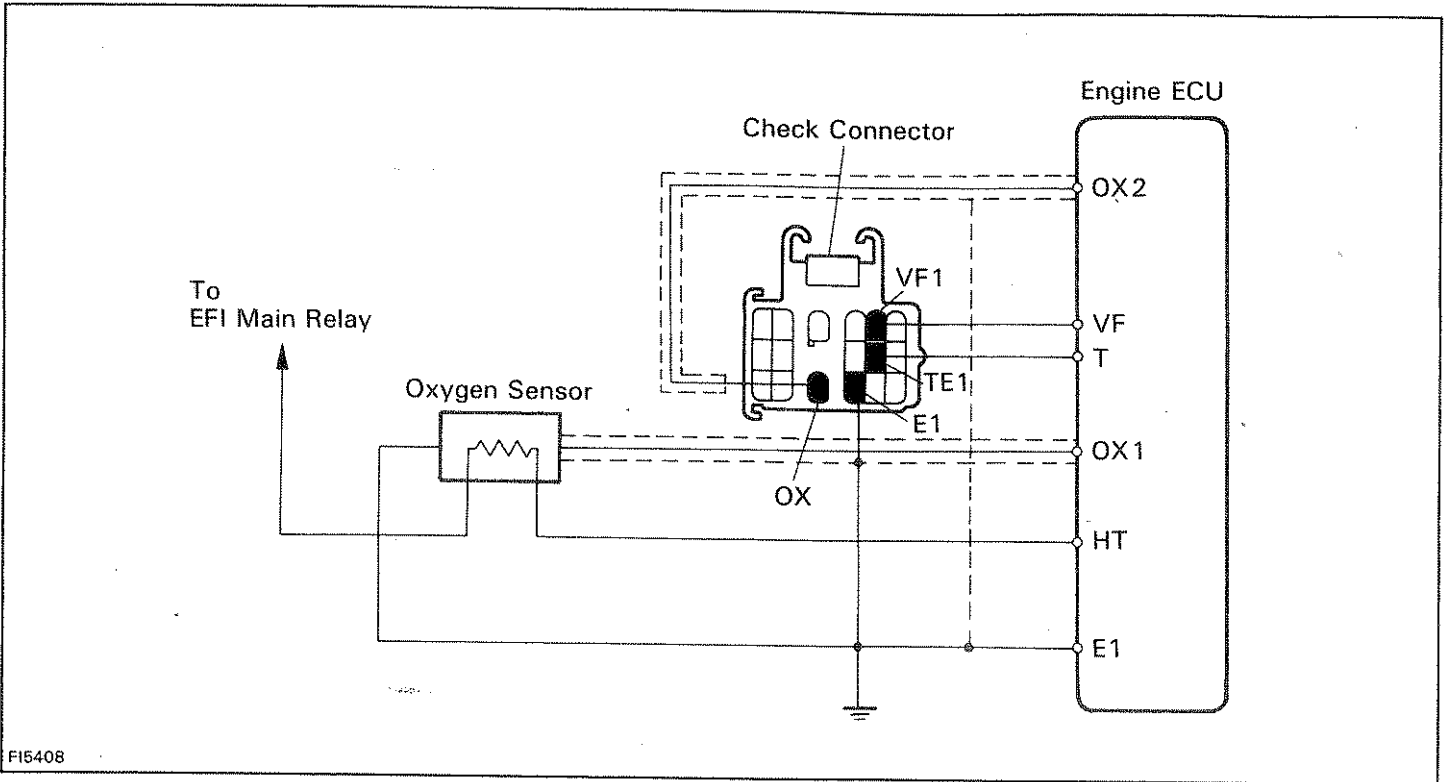 Engine ECU
Check Connector
OX2
VF1
To
EFI Main Relay
VF
T
TE1
Oxygen Sensor
E1
OX1
OX
HT
E1
FI5408